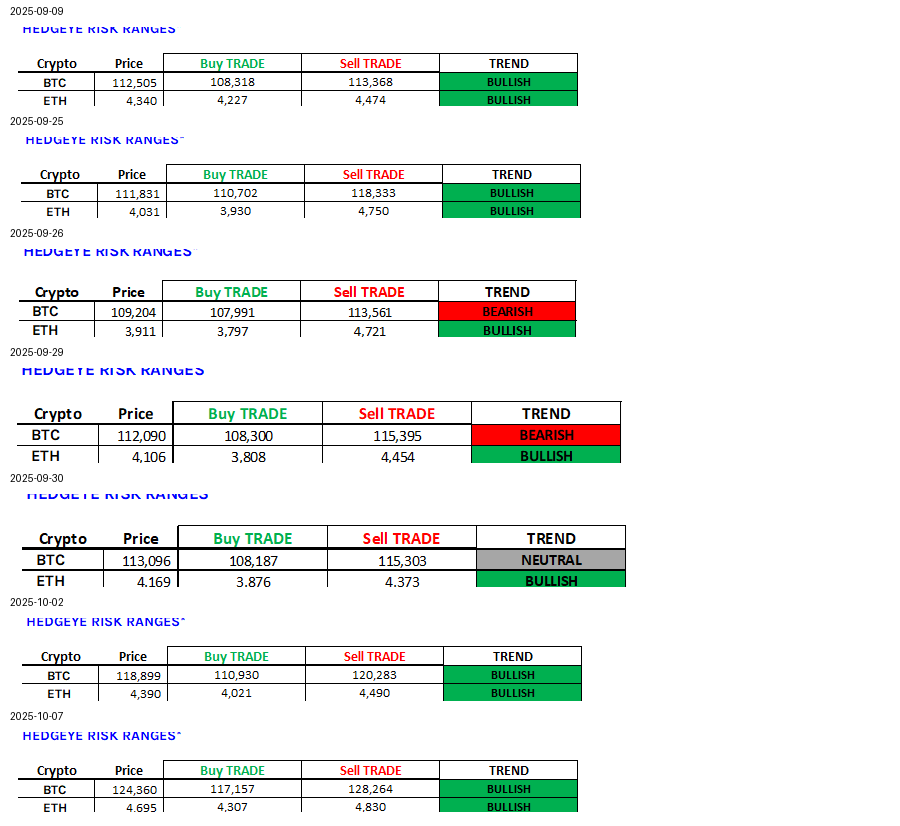 2025-09-09
HEDGEYE RISK RANGES
Crypto Price Buy TRADE Sell TRADE TREND
BTC 112,505 108,318 113,368 BULLISH
ETH 4,340 4,227 4,474 BULLISH
2025-09-25
HEDGEYE RISK RANGES*
Crypto Price Buy TRADE Sell TRADE TREND
BTC 111,831 110,702 118,333 BULLISH
ETH 4,031 3,930 4,750 BULLISH
2025-09-26
HEDGEYE RISK RANGES
Crypto Price Buy TRADE Sell TRADE TREND
BTC 109,204 107,991 113,561 BEARISH
ETH 3,911 3,797 4,721 BULLISH
2025-09-29
HEDGEYE RISK RANGES
Crypto Price Buy TRADE Sell TRADE TREND
BTC 112,090 108,300 115,395 BEARISH
ETH 4,106 3,808 4,454 BULLISH
2025-09-30
HEDGEYE RISK RANGES
Crypto Price Buy TRADE Sell TRADE TREND
BTC 113,096 108,187 115,303 NEUTRAL
ETH 4,169 3,876 4,373 BULLISH
2025-10-02
HEDGEYE RISK RANGES*
Crypto Price Buy TRADE Sell TRADE TREND
BTC 118,899 110,930 120,283 BULLISH
ETH 4,390 4,021 4,490 BULLISH
2025-10-07
HEDGEYE RISK RANGES*
Crypto Price Buy TRADE Sell TRADE TREND
BTC 124,360 117,157 128,264 BULLISH
ETH 4,695 4,307 4,830 BULLISH